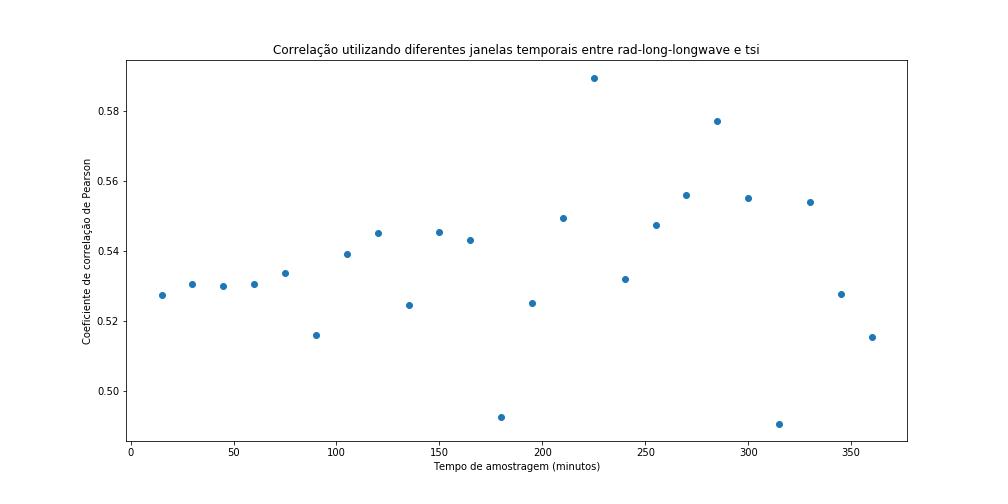 Correlação utilizando diferentes janelas temporais entre rad-long-longwave e tsi
Coeficiente de correlação de Pearson
0.58
0.56
0.54
0.52
0.50
0 50 100 150 200 250 300 350
Tempo de amostragem (minutos)